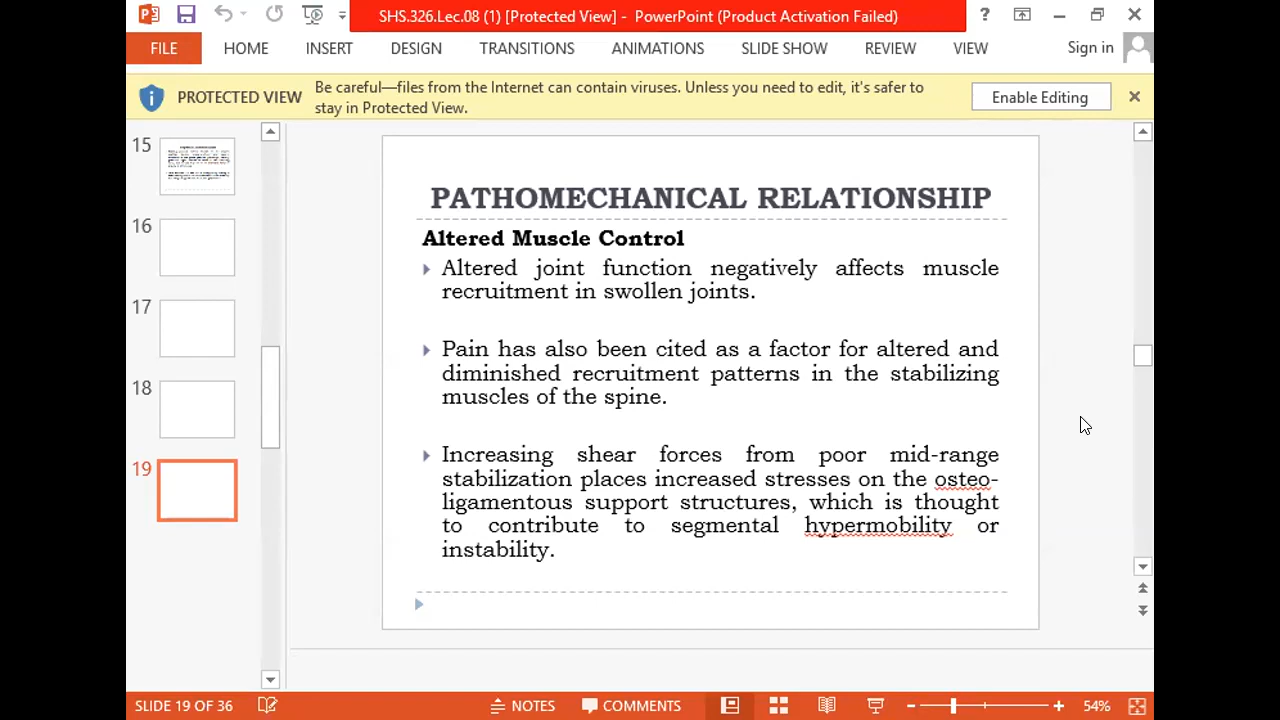 SHS.326.Lec.08 (1) [Protected View] - PowerPoint (Product Activation Failed)
?
FILE HOME INSERT DESIGN TRANSITIONS ANIMATIONS SLIDE SHOW REVIEW VIEW Sign in
PROTECTED VIEW
Be careful—files from the Internet can contain viruses. Unless you need to edit, it's safer to
stay in Protected View.
Enable Editing
15
16
17
18
19
PATHOMECHANICAL RELATIONSHIP
Altered Muscle Control
Altered joint function negatively affects muscle
recruitment in swollen joints.
Pain has also been cited as a factor for altered and
diminished recruitment patterns in the stabilizing
muscles of the spine.
Increasing shear forces from poor mid-range
stabilization places increased stresses on the osteo-
ligamentous support structures, which is thought
to contribute to segmental hypermobility or
instability.
SLIDE 19 OF 36 NOTES COMMENTS 54%